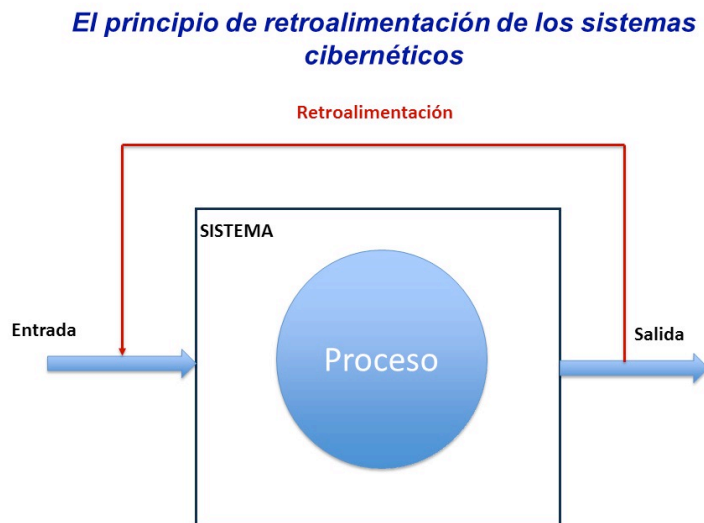 El principio de retroalimentación de los sistemas
cibernéticos
Retroalimentación
SISTEMA
Entrada
Proceso
Salida